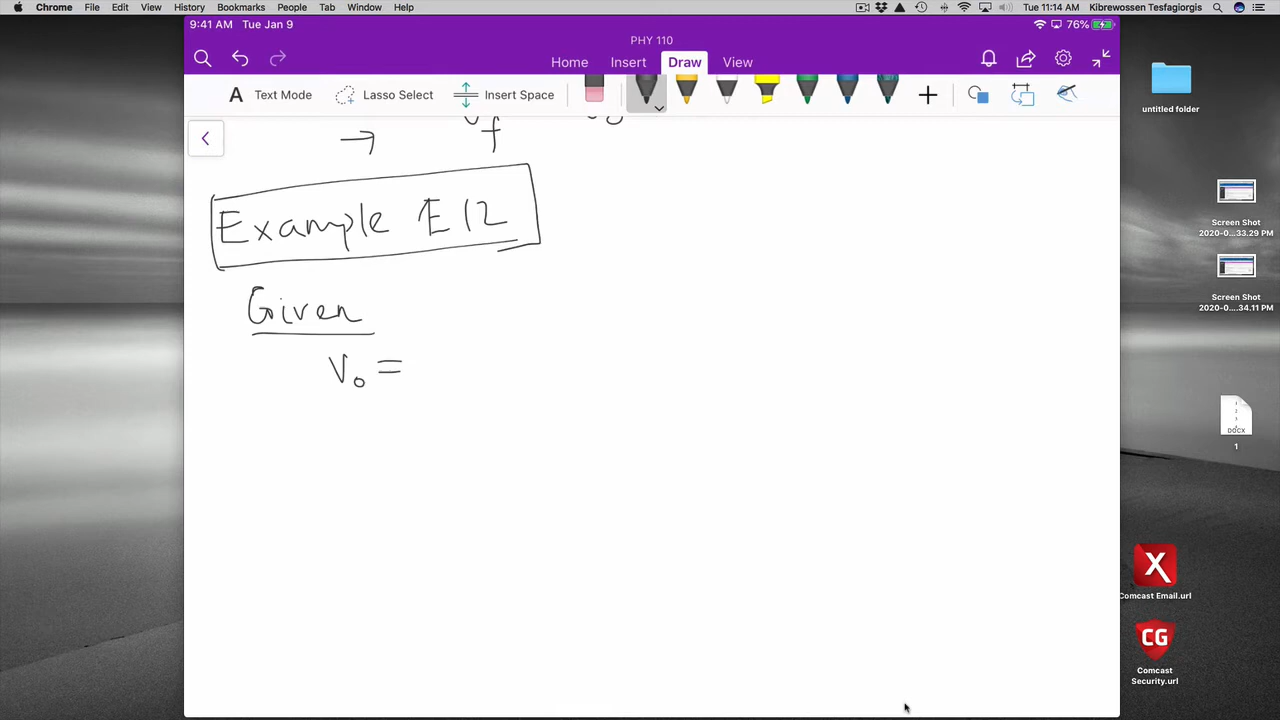 Chrome File Edit View History Bookmarks People Tab Window Help Tue 11:14 AM Kibrewossen Tesfagiorgis
9:41 AM Tue Jan 9 76%
PHY 110
Home Insert Draw View
A Text Mode Lasso Select Insert Space
→ f
Example E12
Given
V₀ =
untitled folder
Screen Shot
2020-0....33.29 PM
Screen Shot
2020-0....34.11 PM
DOCX
1
X
Comcast Email.url
CG
Comcast
Security.url